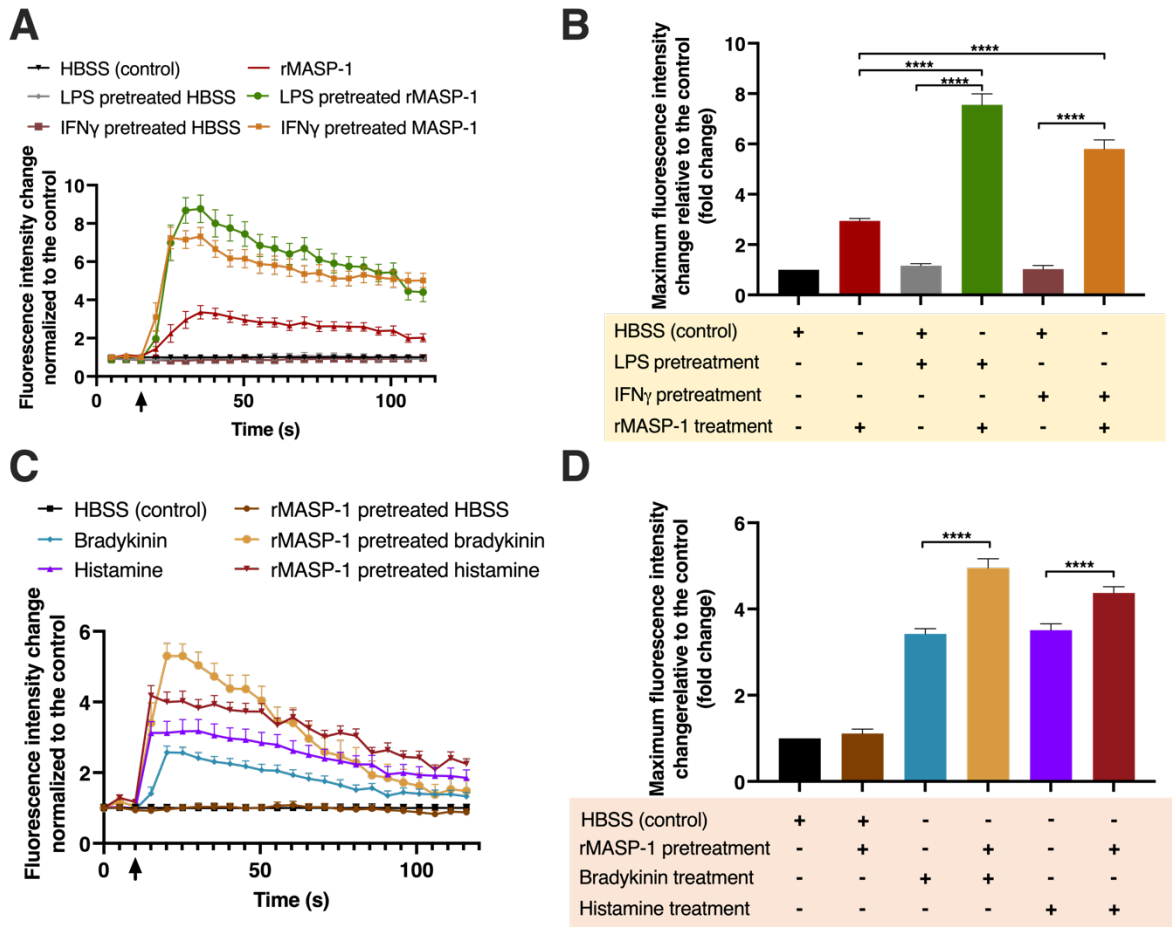 A
HBSS (control)
rMASP-1
LPS pretreated HBSS
LPS pretreated rMASP-1
IFNγ pretreated HBSS
IFNγ pretreated MASP-1
Fluorescence intensity change
normalized to the control
10
8
6
4
2
0
0
50
100
Time (s)
B
Maximum fluorescence intensity
change relative to the control
(fold change)
10
8
6
4
2
0
****
****
****
****
HBSS (control) + - + - + -
LPS pretreatment - - + + - -
IFNγ pretreatment - - - - + +
rMASP-1 treatment - + - + - +
C
HBSS (control)
rMASP-1 pretreated HBSS
Bradykinin
rMASP-1 pretreated bradykinin
Histamine
rMASP-1 pretreated histamine
Fluorescence intensity change
normalized to the control
6
4
2
0
0
50
100
Time (s)
D
Maximum fluorescence intensity
changerelative to the control
(fold change)
6
4
2
0
****
****
HBSS (control) + + - - - -
rMASP-1 pretreatment - + - + - +
Bradykinin treatment - - + + - -
Histamine treatment - - - - + +